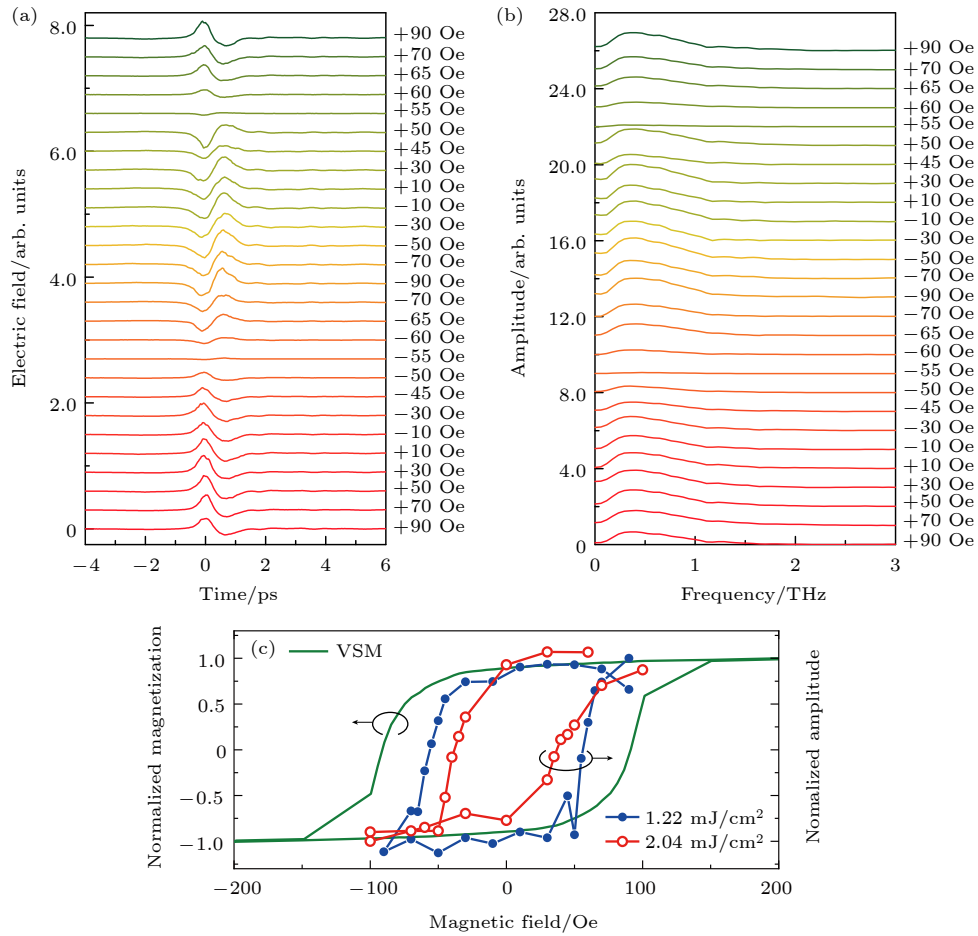 (a)
Electric field/arb. units
8.0
6.0
4.0
2.0
0
−4
−2
0
2
4
6
Time/ps
+90 Oe
+70 Oe
+65 Oe
+60 Oe
+55 Oe
+50 Oe
+45 Oe
+30 Oe
+10 Oe
−10 Oe
−30 Oe
−50 Oe
−70 Oe
−90 Oe
−70 Oe
−65 Oe
−60 Oe
−55 Oe
−50 Oe
−45 Oe
−30 Oe
−10 Oe
+10 Oe
+30 Oe
+50 Oe
+70 Oe
+90 Oe
(b)
Amplitude/arb. units
28.0
24.0
20.0
16.0
12.0
8.0
4.0
0
0
1
2
3
Frequency/THz
+90 Oe
+70 Oe
+65 Oe
+60 Oe
+55 Oe
+50 Oe
+45 Oe
+30 Oe
+10 Oe
−10 Oe
−30 Oe
−50 Oe
−70 Oe
−90 Oe
−70 Oe
−65 Oe
−60 Oe
−55 Oe
−50 Oe
−45 Oe
−30 Oe
−10 Oe
+10 Oe
+30 Oe
+50 Oe
+70 Oe
+90 Oe
(c)
VSM
Normalized magnetization
1.0
0.5
0
−0.5
−1.0
−200
−100
0
100
200
Magnetic field/Oe
Nomalized amplitude
1.22 mJ/cm²
2.04 mJ/cm²